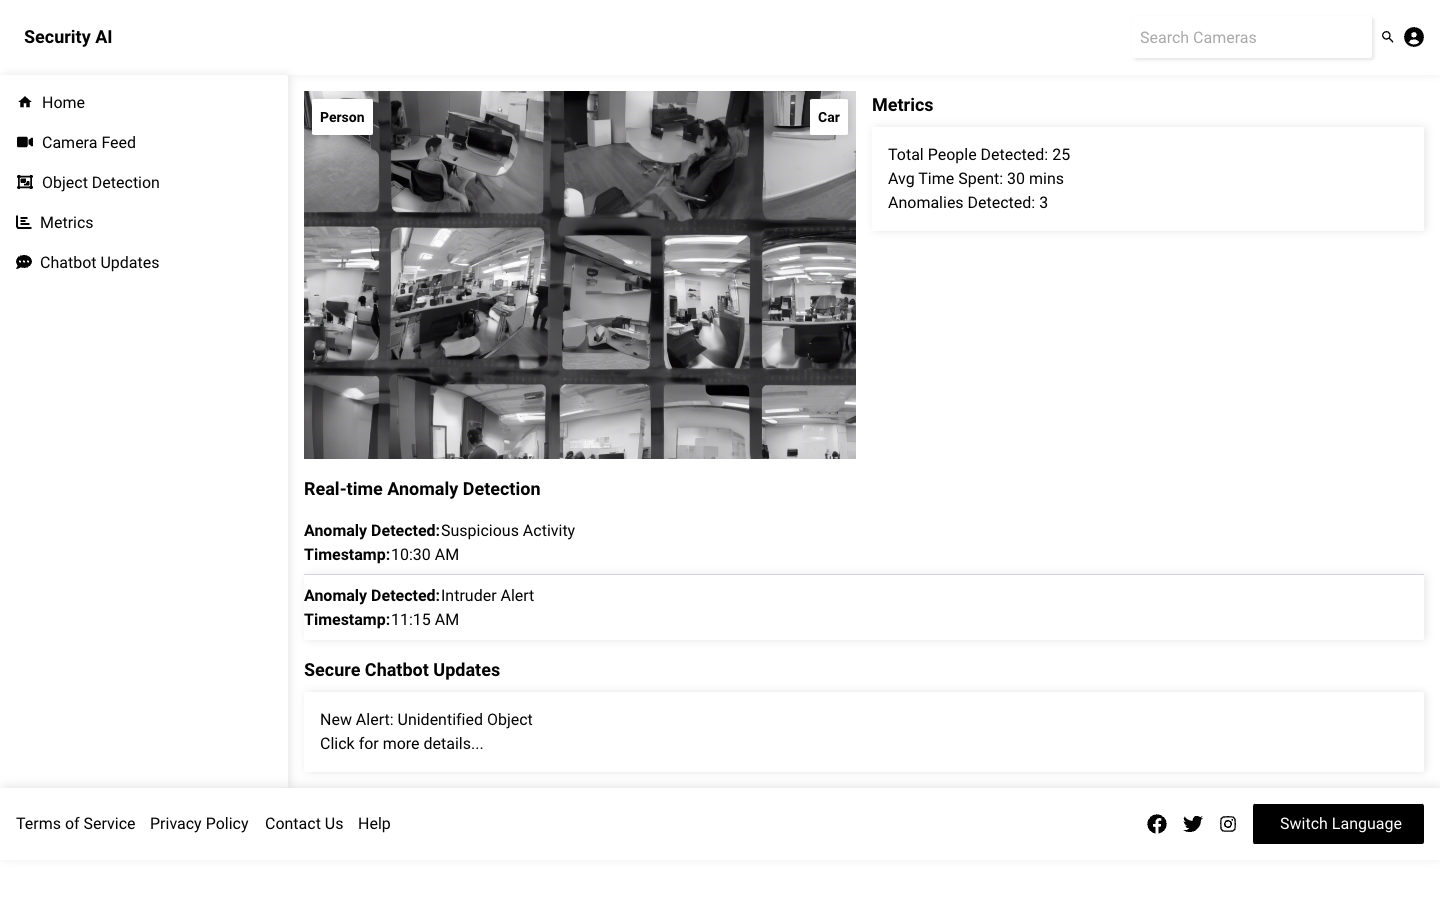 Security AI
Search Cameras
Home
Camera Feed
Object Detection
Metrics
Chatbot Updates
Person
Car
Metrics
Total People Detected: 25
Avg Time Spent: 30 mins
Anomalies Detected: 3
Real-time Anomaly Detection
Anomaly Detected:Suspicious Activity
Timestamp:10:30 AM
Anomaly Detected:Intruder Alert
Timestamp:11:15 AM
Secure Chatbot Updates
New Alert: Unidentified Object
Click for more details...
Terms of Service Privacy Policy Contact Us Help
Switch Language